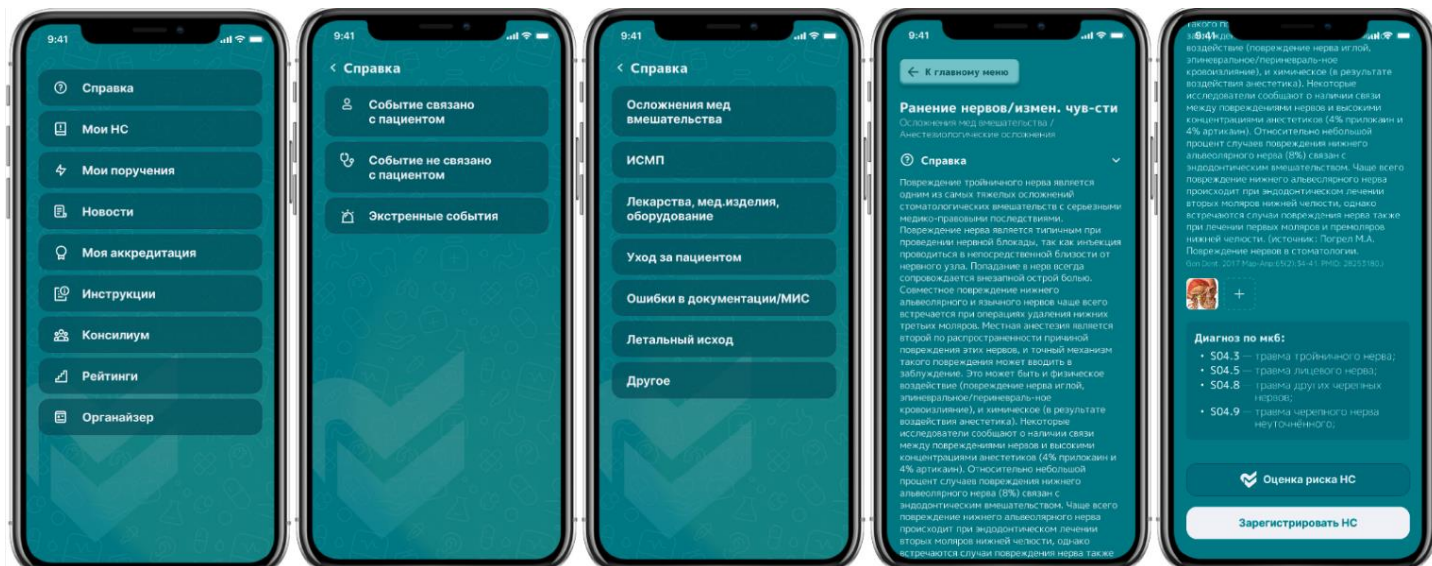 9:41
Справка
Мои НС
Мои поручения
Новости
Моя аккредитация
Инструкции
Консилиум
Рейтинги
Органайзер
9:41
< Справка
Событие связано
с пациентом
Событие не связано
с пациентом
Экстренные события
9:41
< Справка
Осложнения мед
вмешательства
ИСМП
Лекарства, мед.изделия,
оборудование
Уход за пациентом
Ошибки в документации/МИС
Летальный исход
Другое
9:41
← К главному меню
Ранение нервов/измен. чув-сти
Осложнения мед вмешательства /
Анестезиологические осложнения
Справка
Повреждение тройничного нерва является
одним из самых тяжелых осложнений
стоматологических вмешательств с серьезными
медико-правовыми последствиями.
Повреждение нерва является типичным при
проведении нервной блокады, так как инъекция
проводиться в непосредственной близости от
нервного узла. Попадание в нерв всегда
сопровождается внезапной острой болью.
Совместное повреждение нижнего
альвеолярного и язычного нервов чаще всего
встречается при операциях удаления нижних
третьих моляров. Местная анестезия является
второй по распространенности причиной
повреждения этих нервов, и точный механизм
такого повреждения может вводить в
заблуждение. Это может быть и физическое
воздействие (повреждение нерва иглой,
эпиневральное/периневраль-ное
кровоизлияние), и химическое (в результате
воздействия анестетика). Некоторые
исследователи сообщают о наличии связи
между повреждениями нервов и высокими
концентрациями анестетиков (4% прилокаин и
4% артикаин). Относительно небольшой
процент случаев повреждения нижнего
альвеолярного нерва (8%) связан с
эндодонтическим вмешательством. Чаще всего
повреждение нижнего альвеолярного нерва
происходит при эндодонтическом лечении
вторых моляров нижней челюсти, однако
встречаются случаи повреждения нерва также
9:41
воздействие (повреждение нерва иглой,
эпиневральное/периневраль-ное
кровоизлияние), и химическое (в результате
воздействия анестетика). Некоторые
исследователи сообщают о наличии связи
между повреждениями нервов и высокими
концентрациями анестетиков (4% прилокаин и
4% артикаин). Относительно небольшой
процент случаев повреждения нижнего
альвеолярного нерва (8%) связан с
эндодонтическим вмешательством. Чаще всего
повреждение нижнего альвеолярного нерва
происходит при эндодонтическом лечении
вторых моляров нижней челюсти, однако
встречаются случаи повреждения нерва также
при лечении первых моляров и премоляров
нижней челюсти. (источник: Погрел М.А.
Повреждение нервов в стоматологии.
Gen Dent. 2017 Мар-Апр;65(2):34-41. PMID: 28253180.)
+
Диагноз по мкб:
• S04.3 — травма тройничного нерва;
• S04.5 — травма лицевого нерва;
• S04.8 — травма других черепных
нервов;
• S04.9 — травма черепного нерва
неуточнённого;
Оценка риска НС
Зарегистрировать НС